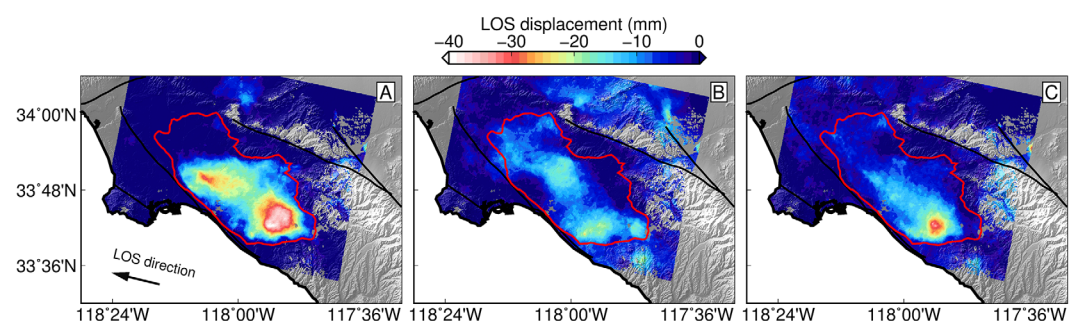 LOS displacement (mm)
−40 −30 −20 −10 0
A B C
34˚00'N
33˚48'N
33˚36'N
LOS direction
118˚24'W 118˚00'W 117˚36'W 118˚24'W 118˚00'W 117˚36'W 118˚24'W 118˚00'W 117˚36'W